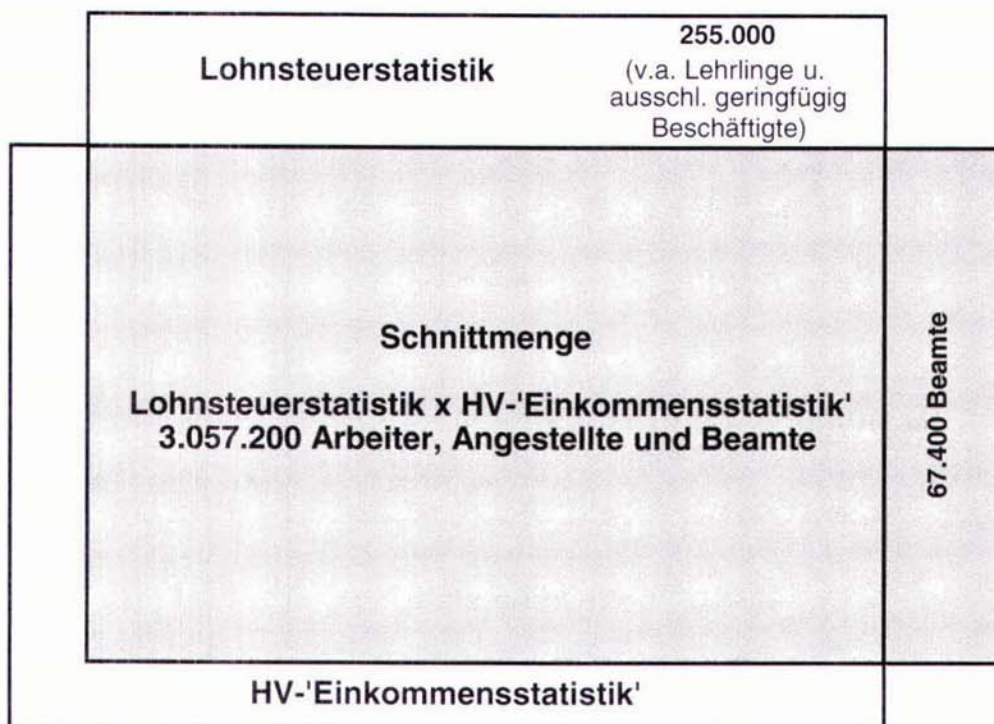 Lohnsteuerstatistik
255.000
(v.a. Lehrlinge u.
ausschl. geringfügig
Beschäftigte)
Schnittmenge
Lohnsteuerstatistik x HV-'Einkommensstatistik'
3.057.200 Arbeiter, Angestellte und Beamte
67.400 Beamte
HV-'Einkommensstatistik'